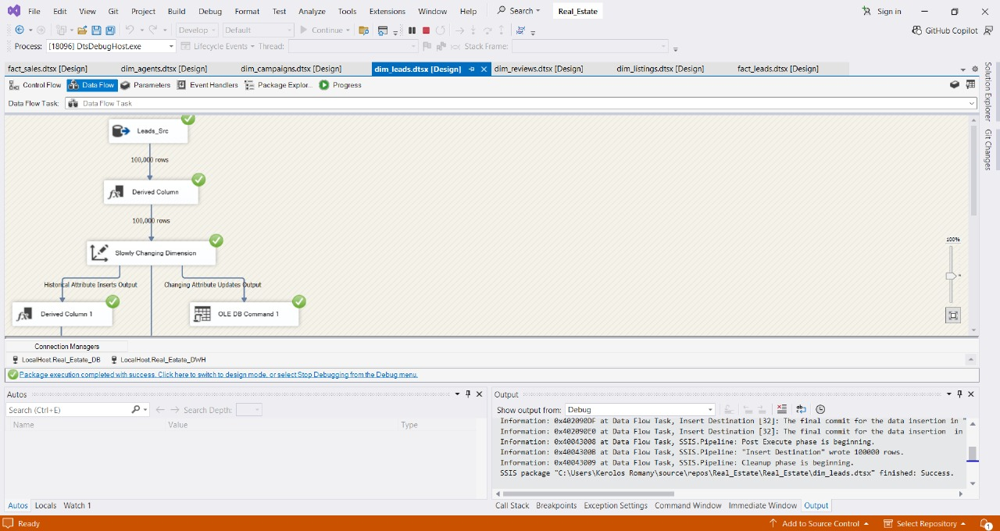 File Edit View Git Project Build Debug Format Test Analyze Tools Extensions Window Help Search Real_Estate Sign in
Develop Default Continue GitHub Copilot
Process: [18096] DtsDebugHost.exe Lifecycle Events Thread: Stack Frame:
fact_sales.dtsx [Design] dim_agents.dtsx [Design] dim_campaigns.dtsx [Design] dim_leads.dtsx [Design] dim_reviews.dtsx [Design] dim_listings.dtsx [Design] fact_leads.dtsx [Design]
Control Flow Data Flow Parameters Event Handlers Package Explor... Progress
Data Flow Task: Data Flow Task
Solution Explorer
Git Changes
Leads_Src
100,000 rows
Derived Column
100,000 rows
100%
Slowly Changing Dimension
Historical Attribute Inserts Output Changing Attribute Updates Output
Derived Column 1 OLE DB Command 1
Connection Managers
LocalHost.Real_Estate_DB LocalHost.Real_Estate_DWH
Package execution completed with success. Click here to switch to design mode, or select Stop Debugging from the Debug menu.
Autos
Search (Ctrl+E) Search Depth:
Name Value Type
Autos Locals Watch 1
Output
Show output from: Debug
Information: 0x402090DF at Data Flow Task, Insert Destination [32]: The final commit for the data insertion in "
Information: 0x402090E0 at Data Flow Task, Insert Destination [32]: The final commit for the data insertion  in
Information: 0x40043008 at Data Flow Task, SSIS.Pipeline: Post Execute phase is beginning.
Information: 0x4004300B at Data Flow Task, SSIS.Pipeline: "Insert Destination" wrote 100000 rows.
Information: 0x40043009 at Data Flow Task, SSIS.Pipeline: Cleanup phase is beginning.
SSIS package "C:\Users\Kerolos Romany\source\repos\Real_Estate\Real_Estate\dim_leads.dtsx" finished: Success.
Call Stack Breakpoints Exception Settings Command Window Immediate Window Output
Ready Add to Source Control Select Repository 1